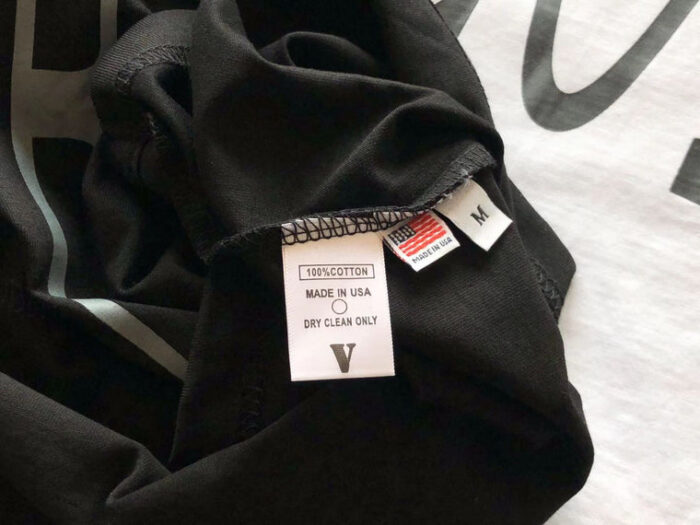 100%COTTON
MADE IN USA
DRY CLEAN ONLY
V
MADE IN USA
M